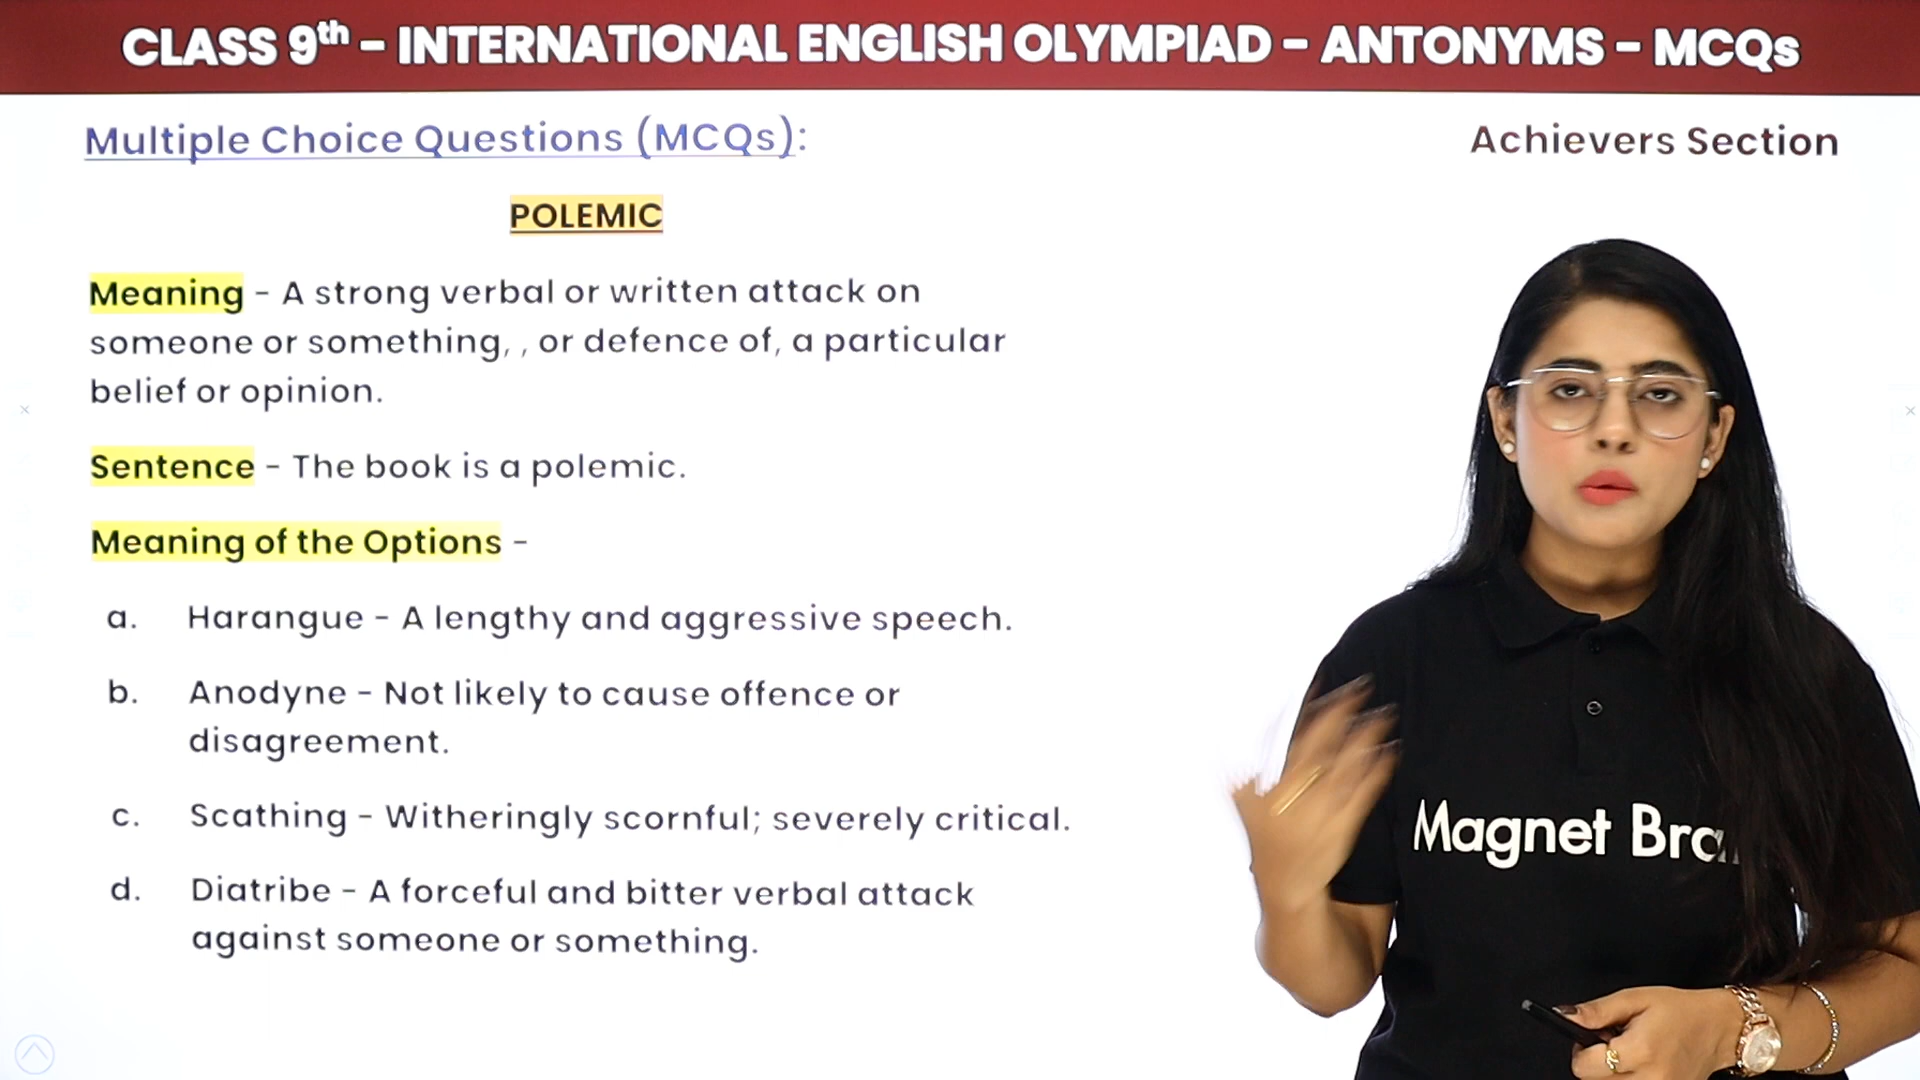 CLASS 9th – INTERNATIONAL ENGLISH OLYMPIAD – ANTONYMS – MCQs
Multiple Choice Questions (MCQs):
Achievers Section
POLEMIC
Meaning - A strong verbal or written attack on
someone or something, , or defence of, a particular
belief or opinion.
Sentence - The book is a polemic.
Meaning of the Options -
a. Harangue - A lengthy and aggressive speech.
b. Anodyne - Not likely to cause offence or
disagreement.
c. Scathing - Witheringly scornful; severely critical.
d. Diatribe - A forceful and bitter verbal attack
against someone or something.
Magnet Bra